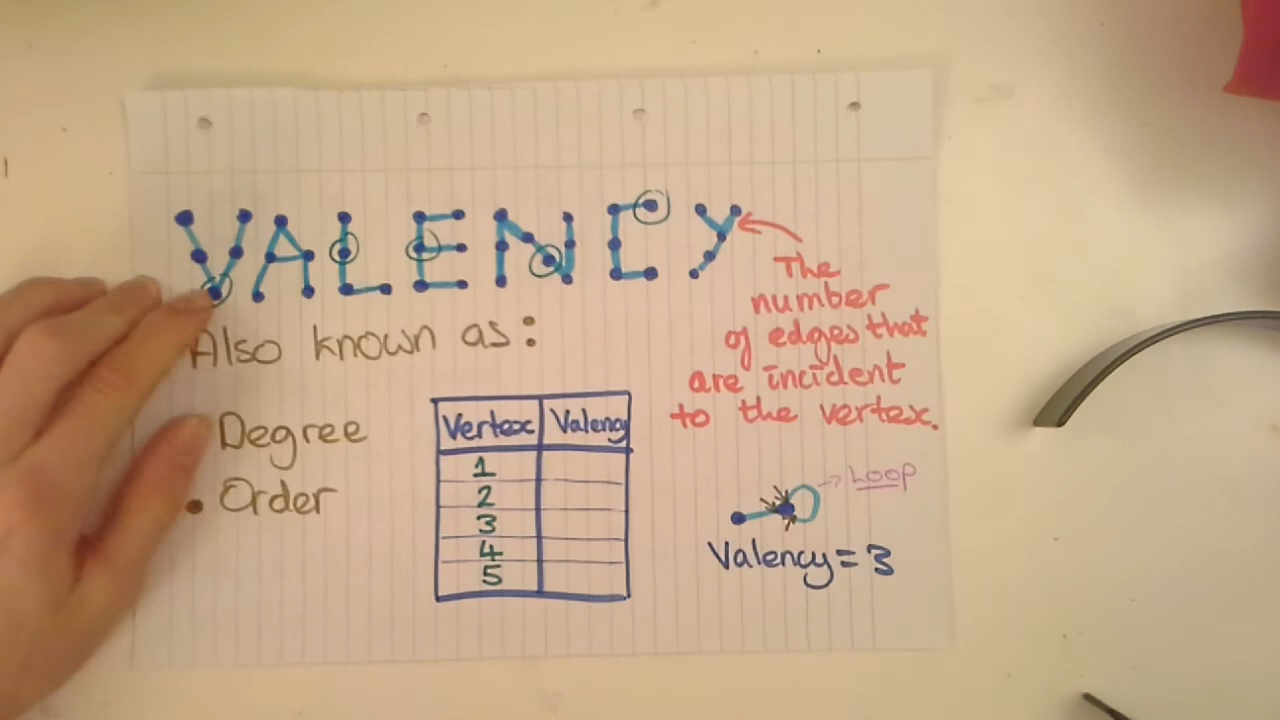 VALENCY
Also known as:
Degree
• Order
Vertex Valency
1
2
3
4
5
The
number
of edges that
are incident
to the vertex.
→ Loop
Valency = 3